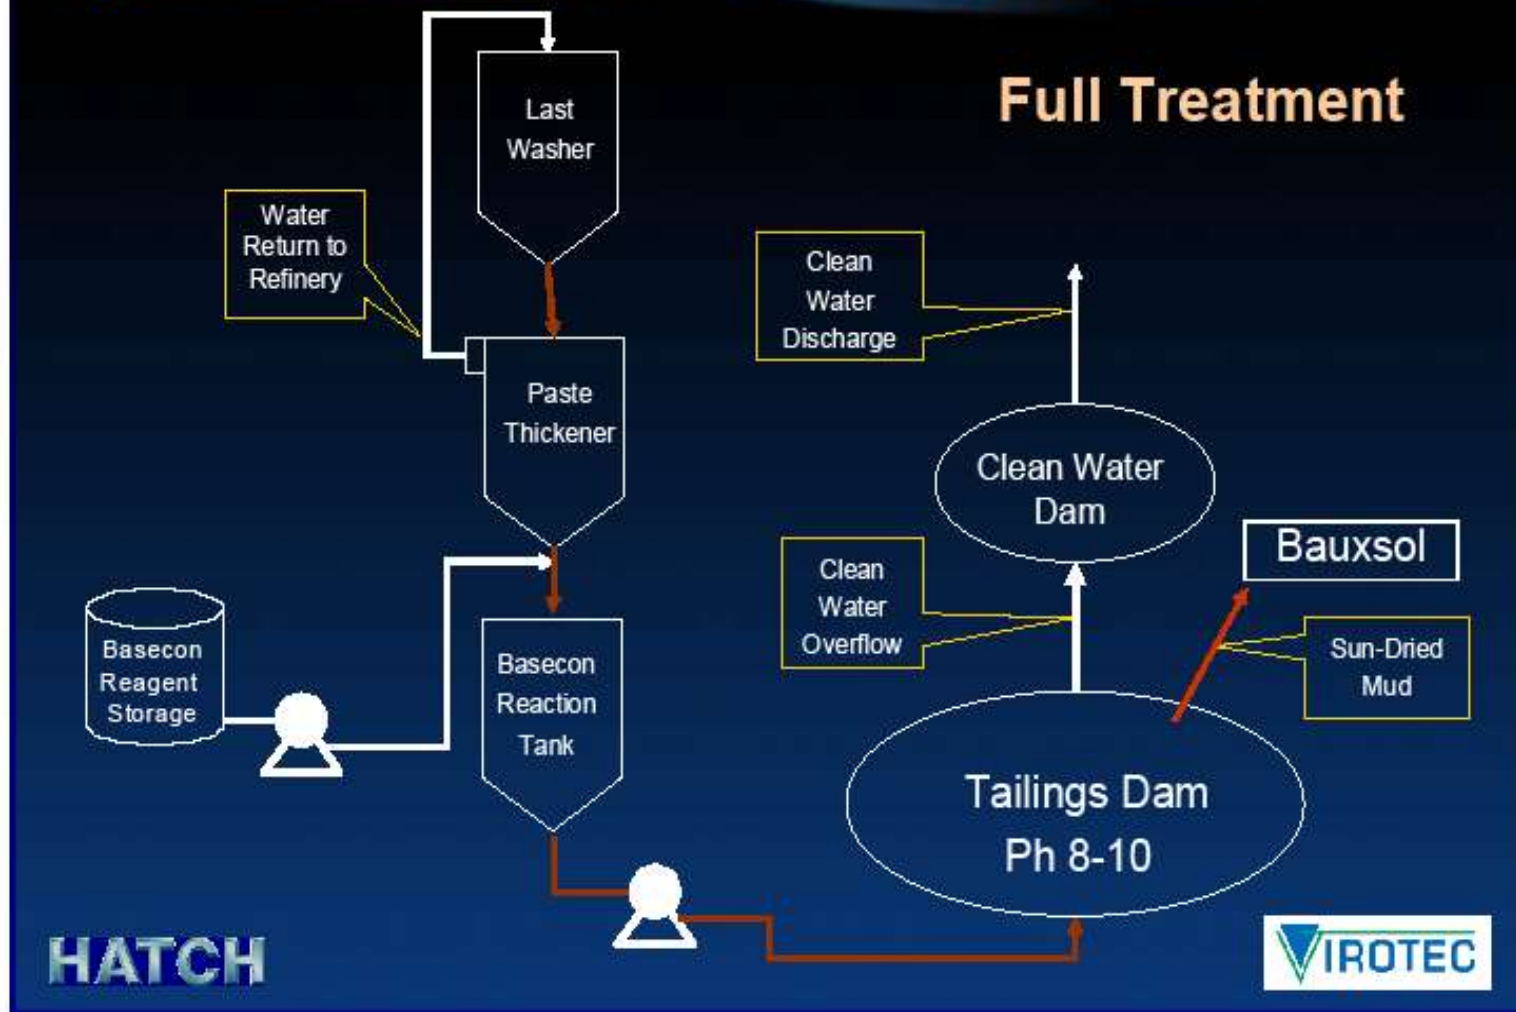 Full Treatment
Last
Washer
Water
Return to
Refinery
Paste
Thickener
Basecon
Reagent
Storage
Basecon
Reaction
Tank
Clean
Water
Discharge
Clean Water
Dam
Clean
Water
Overflow
Bauxsol
Sun-Dried
Mud
Tailings Dam
Ph 8-10
HATCH
VIROTEC